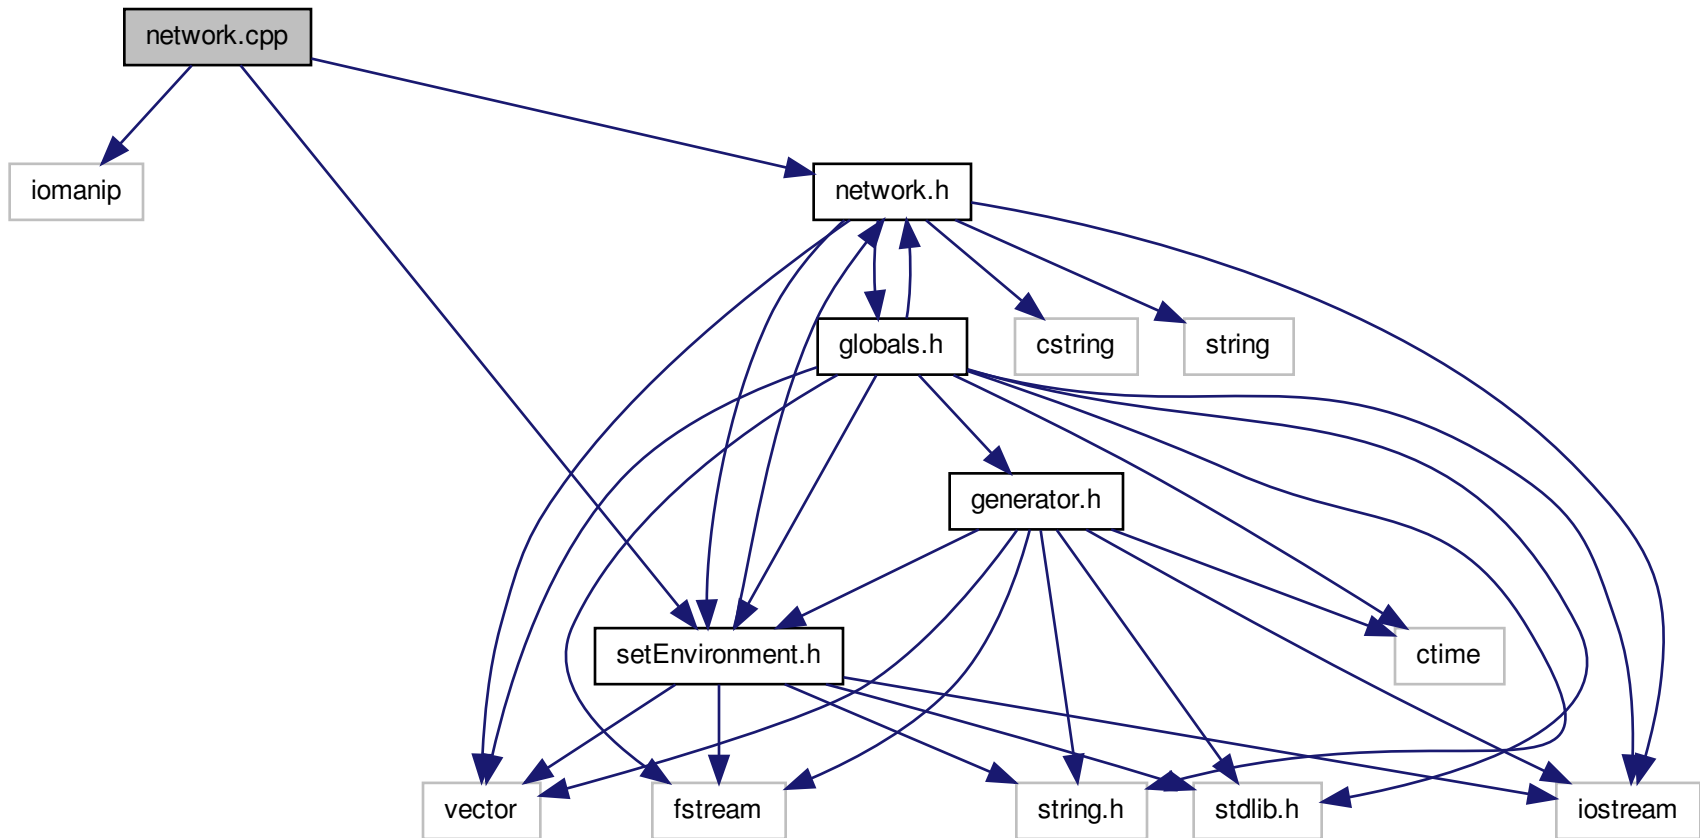 network.cpp
iomanip
network.h
globals.h
cstring
string
generator.h
setEnvironment.h
ctime
vector
fstream
string.h
stdlib.h
iostream